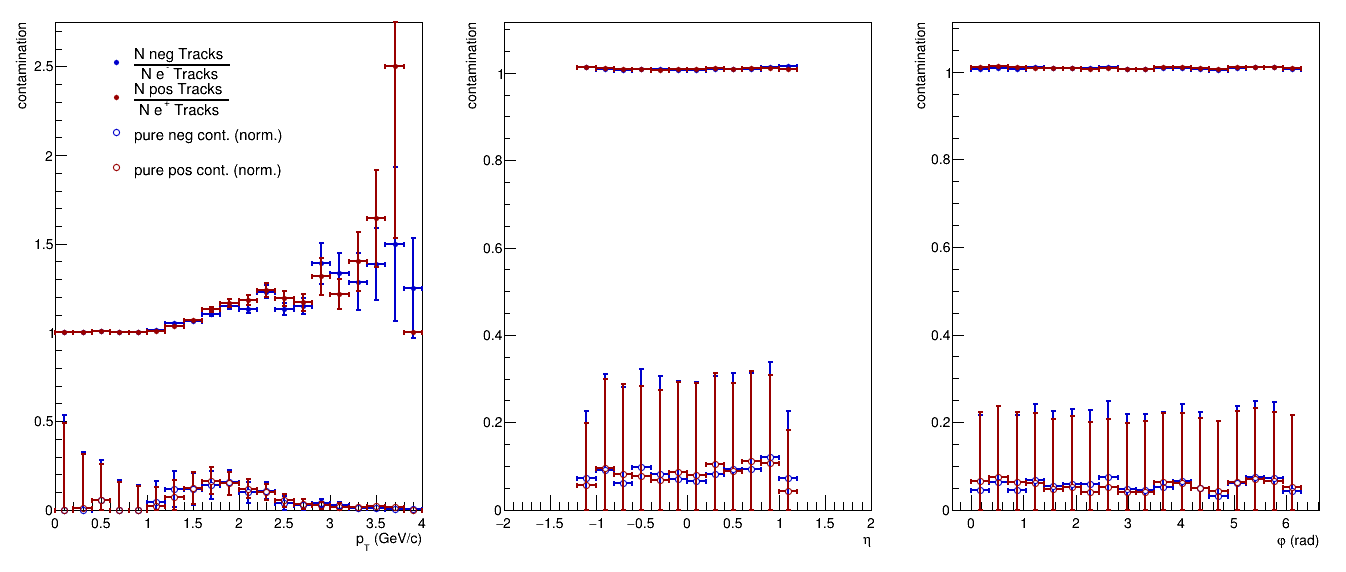 contamination
N neg Tracks
N e⁻ Tracks
N pos Tracks
N e⁺ Tracks
pure neg cont. (norm.)
pure pos cont. (norm.)
2.5
2
1.5
1
0.5
0
0 0.5 1 1.5 2 2.5 3 3.5 4
p_T (GeV/c)
contamination
1
0.8
0.6
0.4
0.2
0
−2 −1.5 −1 −0.5 0 0.5 1 1.5 2
η
contamination
1
0.8
0.6
0.4
0.2
0
0 1 2 3 4 5 6
φ (rad)